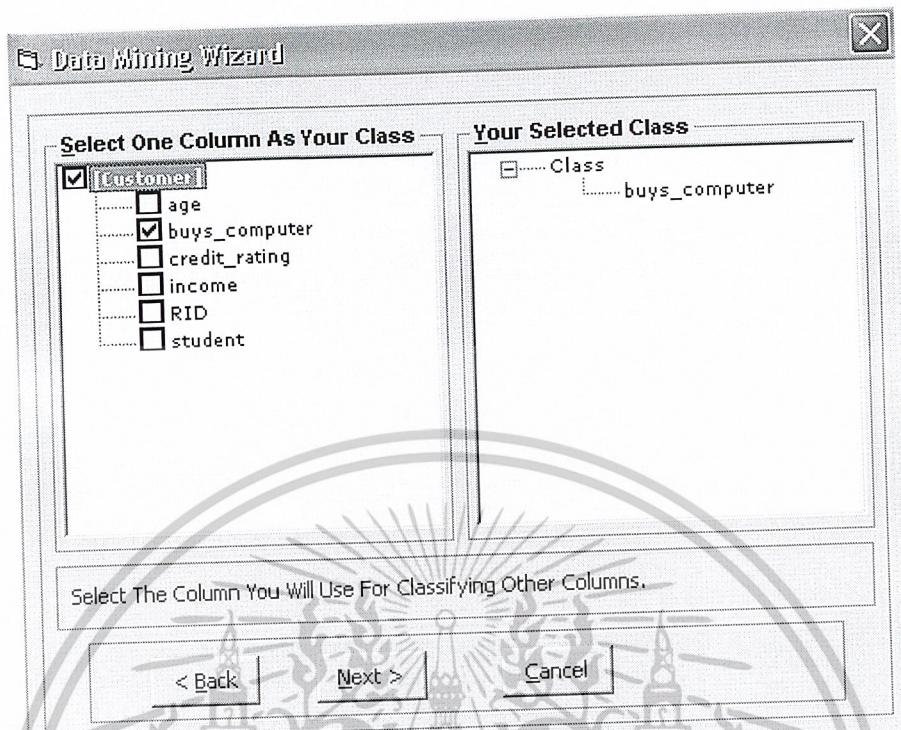 Data Mining Wizard
Select One Column As Your Class
[Customer]
age
buys_computer
credit_rating
income
RID
student
Your Selected Class
Class
buys_computer
Select The Column You Will Use For Classifying Other Columns.
< Back
Next >
Cancel